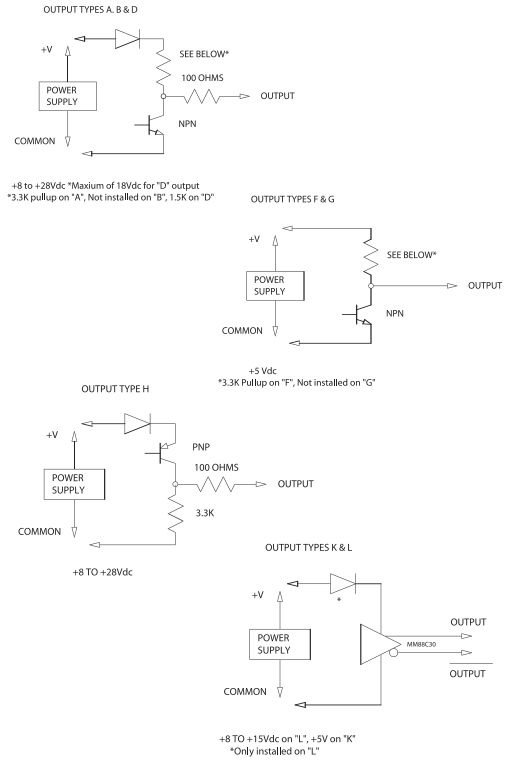 OUTPUT TYPES A. B & D
+V
SEE BELOW*
100 OHMS
POWER
SUPPLY
OUTPUT
NPN
COMMON
+8 to +28Vdc *Maxium of 18Vdc for "D" output
*3.3K pullup on "A", Not installed on "B", 1.5K on "D"
OUTPUT TYPES F & G
+V
SEE BELOW*
POWER
SUPPLY
OUTPUT
NPN
COMMON
+5 Vdc
*3.3K Pullup on "F", Not installed on "G"
OUTPUT TYPE H
+V
PNP
100 OHMS
POWER
SUPPLY
OUTPUT
3.3K
COMMON
+8 TO +28Vdc
OUTPUT TYPES K & L
+V
*
OUTPUT
POWER
SUPPLY
MM88C30
OUTPUT
COMMON
+8 TO +15Vdc on "L", +5V on "K"
*Only installed on "L"